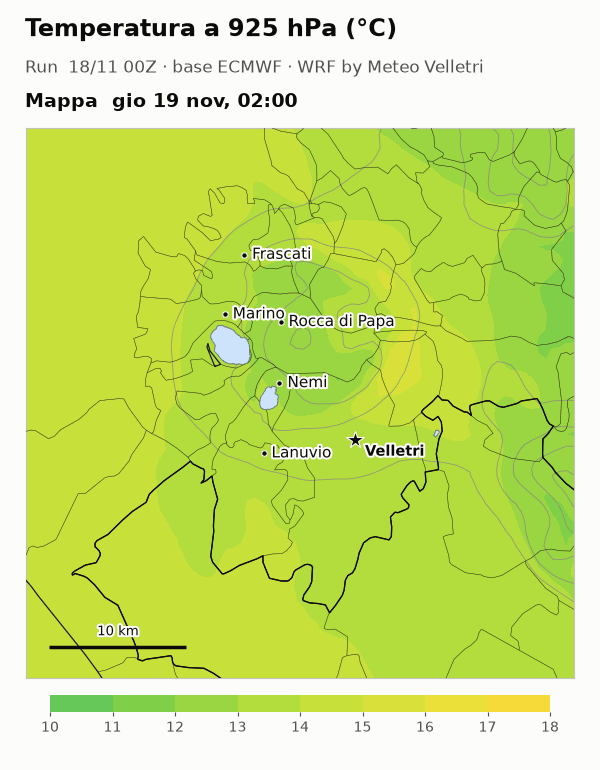 Temperatura a 925 hPa (°C)
Run  18/11 00Z · base ECMWF · WRF by Meteo Velletri
Mappa  gio 19 nov, 02:00
Frascati
Marino
Rocca di Papa
Nemi
Velletri
Lanuvio
10 km
10 11 12 13 14 15 16 17 18